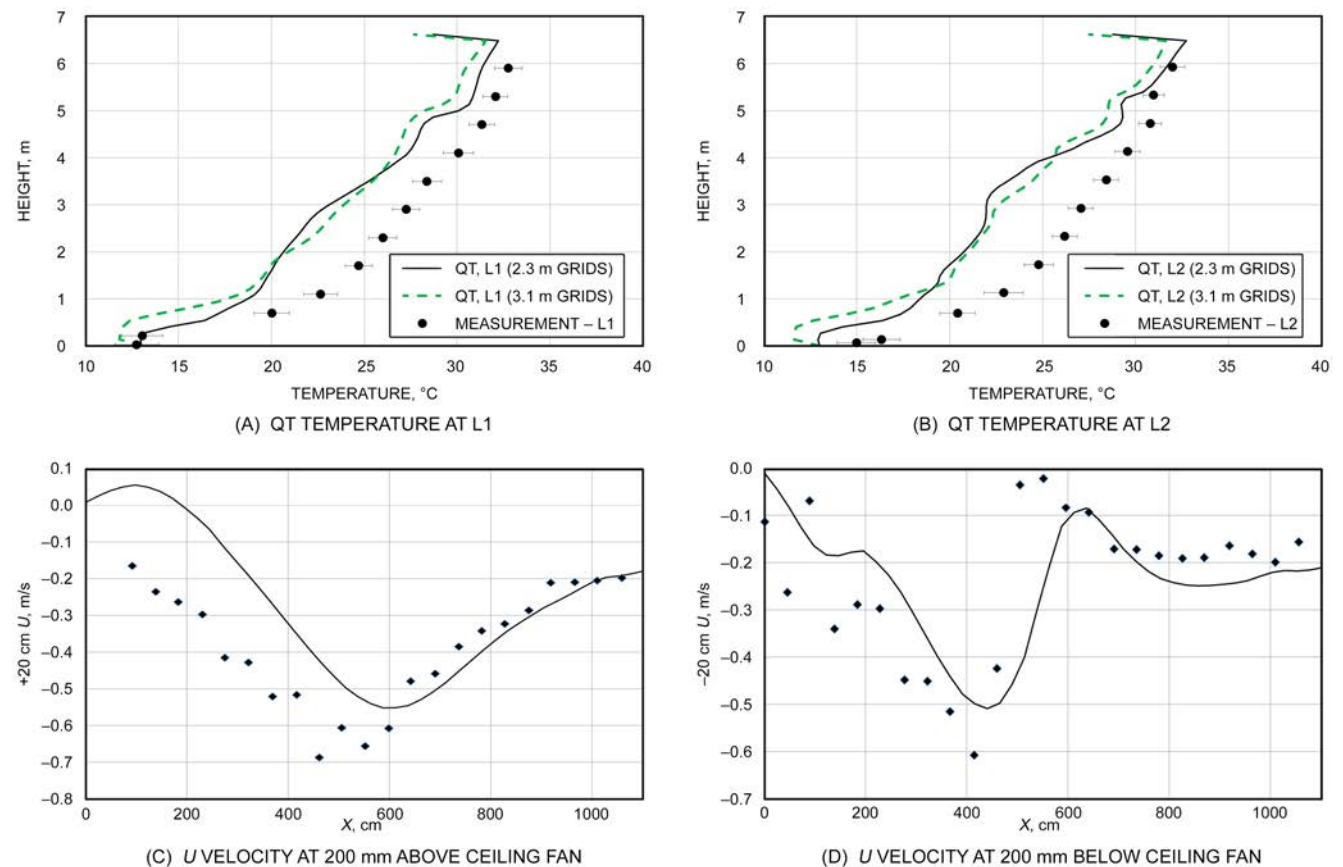 7
6
5
4
3
2
1
0
HEIGHT, m
QT, L1 (2.3 m GRIDS)
QT, L1 (3.1 m GRIDS)
MEASUREMENT – L1
10 15 20 25 30 35 40
TEMPERATURE, °C
(A) QT TEMPERATURE AT L1
7
6
5
4
3
2
1
0
HEIGHT, m
QT, L2 (2.3 m GRIDS)
QT, L2 (3.1 m GRIDS)
MEASUREMENT – L2
10 15 20 25 30 35 40
TEMPERATURE, °C
(B) QT TEMPERATURE AT L2
0.1
0.0
–0.1
–0.2
–0.3
–0.4
–0.5
–0.6
–0.7
–0.8
+20 cm U, m/s
0 200 400 600 800 1000
X, cm
(C) U VELOCITY AT 200 mm ABOVE CEILING FAN
0.0
–0.1
–0.2
–0.3
–0.4
–0.5
–0.6
–0.7
–20 cm U, m/s
0 200 400 600 800 1000
X, cm
(D) U VELOCITY AT 200 mm BELOW CEILING FAN